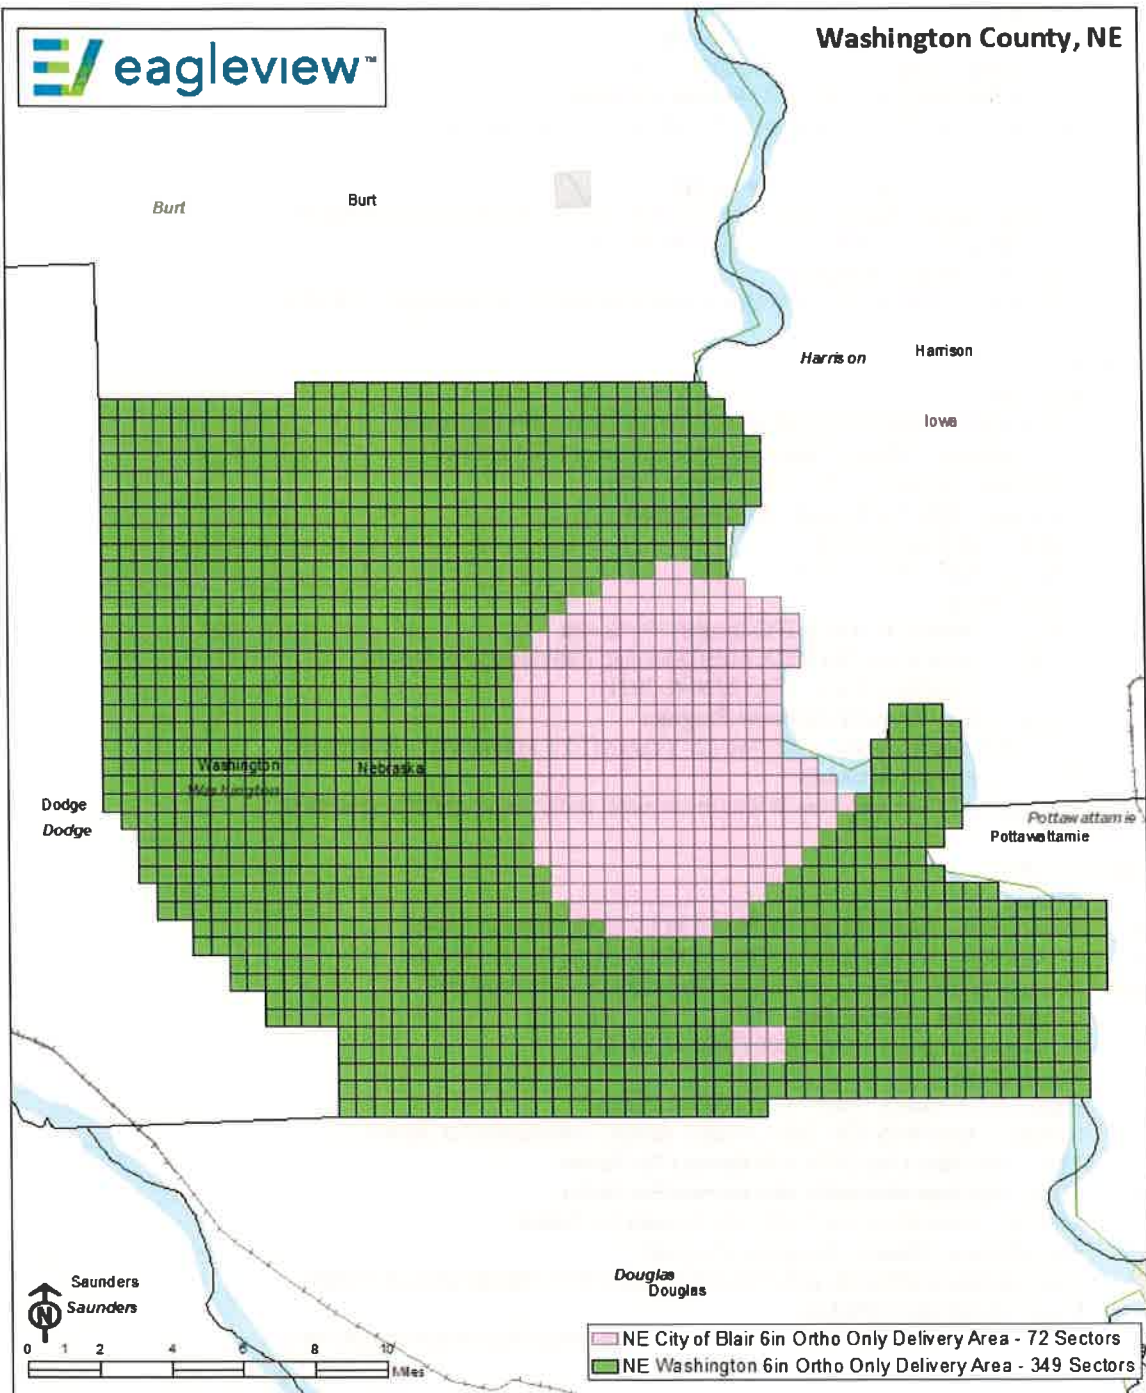 eagleview™
Washington County, NE
Burt
Burt
Harrison
Harrison
Iowa
Washington
Nebraska
Washington
Dodge
Dodge
Pottawattamie
Pottawattamie
Douglas
Douglas
Saunders
Saunders
N
0 1 2 4 6 8 10
Miles
NE City of Blair 6in Ortho Only Delivery Area - 72 Sectors
NE Washington 6in Ortho Only Delivery Area - 349 Sectors